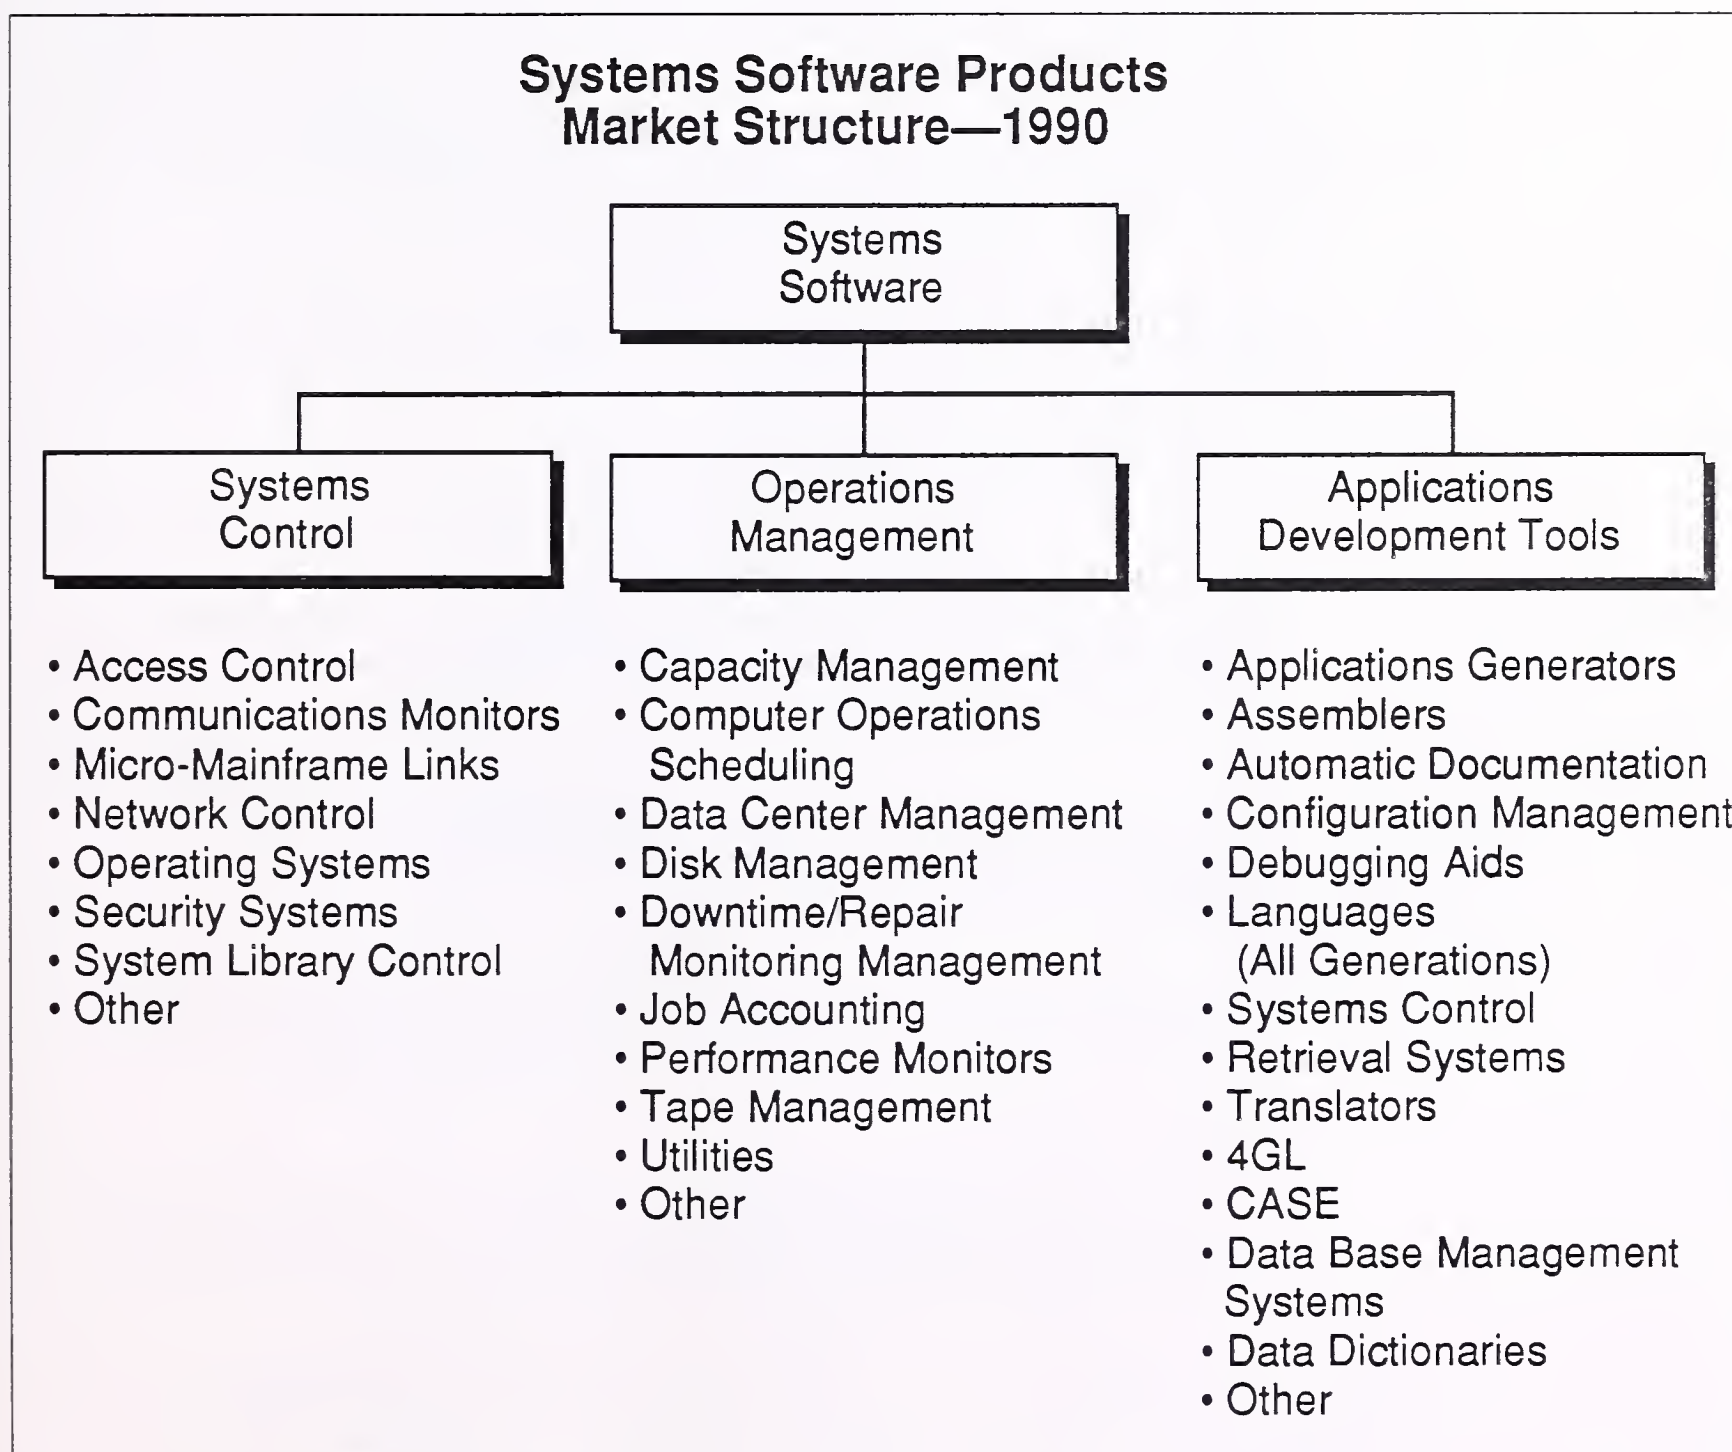 Systems Software Products
Market Structure—1990
Systems
Software
Systems
Control
Operations
Management
Applications
Development Tools
• Access Control
• Communications Monitors
• Micro-Mainframe Links
• Network Control
• Operating Systems
• Security Systems
• System Library Control
• Other
• Capacity Management
• Computer Operations
Scheduling
• Data Center Management
• Disk Management
• Downtime/Repair
Monitoring Management
• Job Accounting
• Performance Monitors
• Tape Management
• Utilities
• Other
• Applications Generators
• Assemblers
• Automatic Documentation
• Configuration Management
• Debugging Aids
• Languages
(All Generations)
• Systems Control
• Retrieval Systems
• Translators
• 4GL
• CASE
• Data Base Management
Systems
• Data Dictionaries
• Other